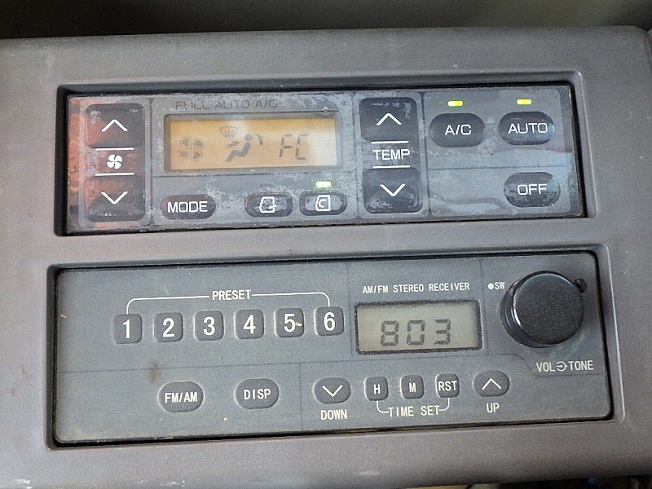 FULL AUTO A/C
FC
TEMP
A/C
AUTO
MODE
OFF
PRESET
1 2 3 4 5 6
AM/FM STEREO RECEIVER
SW
803
VOL TONE
FM/AM
DISP
DOWN
H
M
RST
TIME SET
UP